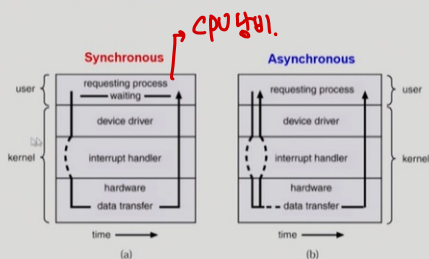 CPU 낭비.
Synchronous
Asynchronous
requesting process
waiting
device driver
interrupt handler
hardware
data transfer
user
kernel
time
(a)
requesting process
device driver
interrupt handler
hardware
data transfer
user
kernel
time
(b)